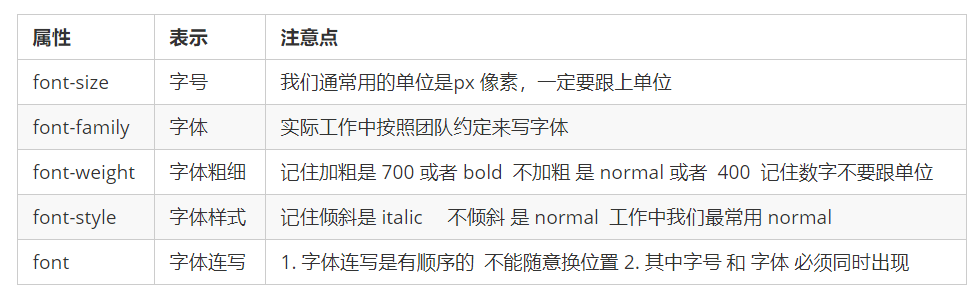 属性 表示 注意点
font-size 字号 我们通常用的单位是px 像素，一定要跟上单位
font-family 字体 实际工作中按照团队约定来写字体
font-weight 字体粗细 记住加粗是 700 或者 bold 不加粗 是 normal 或者 400 记住数字不要跟单位
font-style 字体样式 记住倾斜是 italic 不倾斜 是 normal 工作中我们最常用 normal
font 字体连写 1. 字体连写是有顺序的 不能随意换位置 2. 其中字号 和 字体 必须同时出现